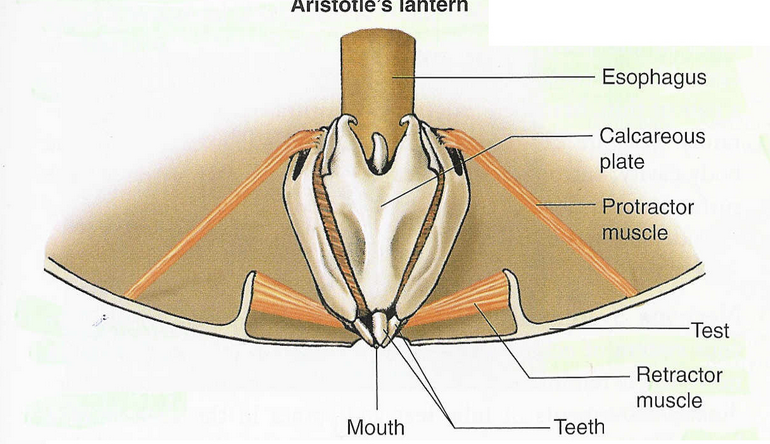 Aristotle's lantern
Esophagus
Calcareous
plate
Protractor
muscle
Test
Retractor
muscle
Mouth
Teeth